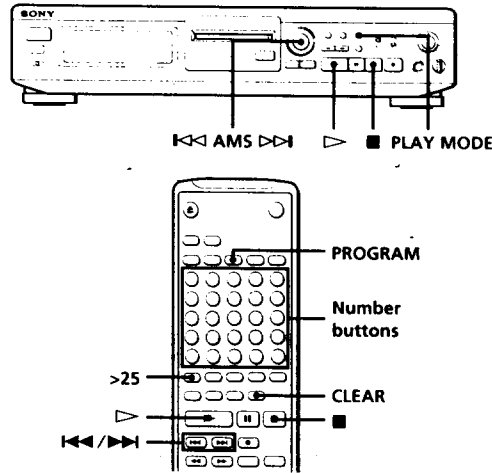 SONY
⏮ AMS ⏭ ▷ ■ PLAY MODE
PROGRAM
Number
buttons
>25
CLEAR
▷
■
⏮/⏭